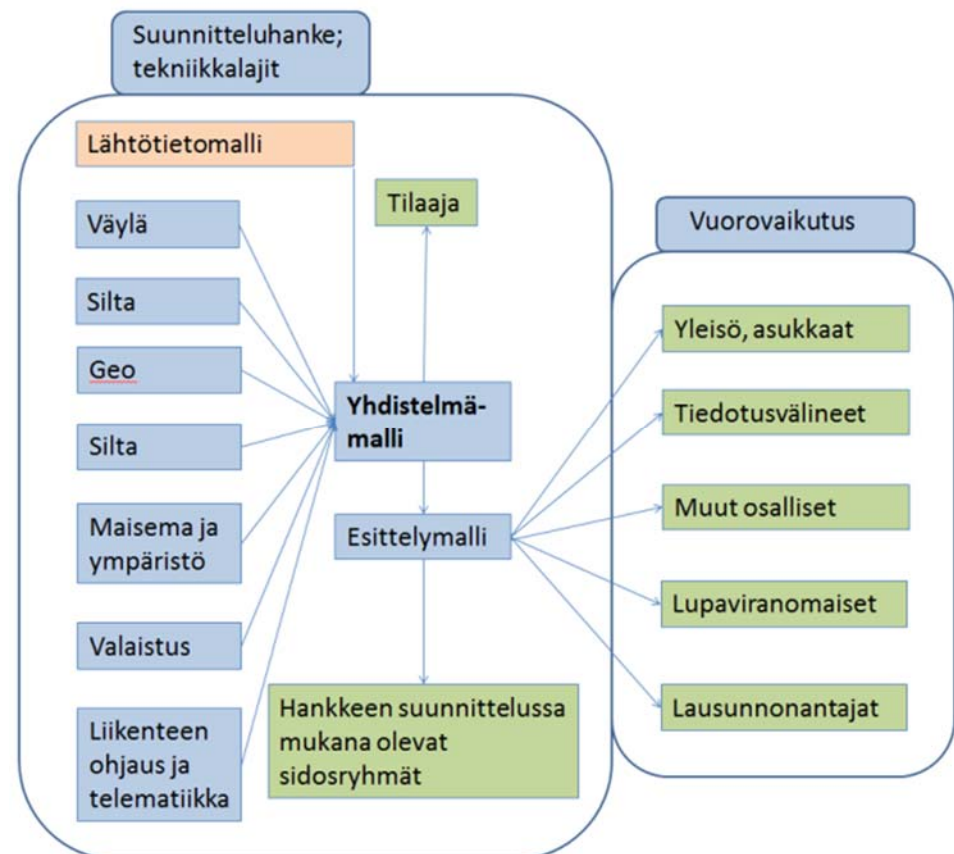 Suunnitteluhanke;
tekniikkalajit
Lähtötietomalli
Väylä
Silta
Geo
Silta
Maisema ja
ympäristö
Valaistus
Liikenteen
ohjaus ja
telematiikka
Tilaaja
Yhdistelmä-
malli
Esittelymalli
Hankkeen suunnittelussa
mukana olevat
sidosryhmät
Vuorovaikutus
Yleisö, asukkaat
Tiedotusvälineet
Muut osalliset
Lupaviranomaiset
Lausunnonantajat